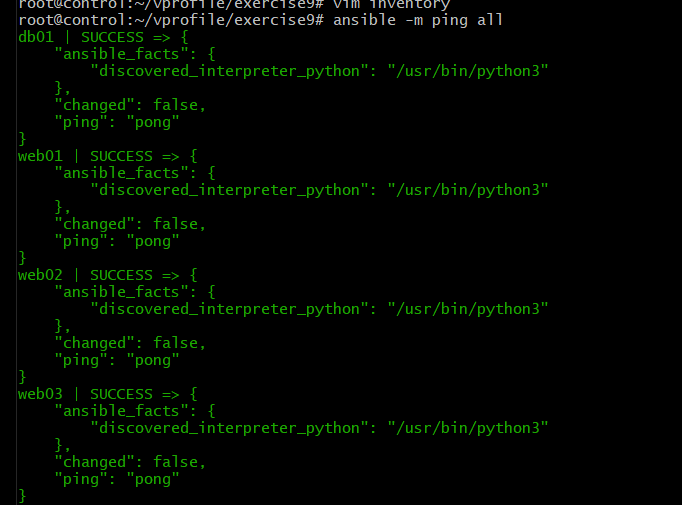 root@control:~/vprofile/exercise9# vim inventory
root@control:~/vprofile/exercise9# ansible -m ping all
db01 | SUCCESS => {
    "ansible_facts": {
        "discovered_interpreter_python": "/usr/bin/python3"
    },
    "changed": false,
    "ping": "pong"
}
web01 | SUCCESS => {
    "ansible_facts": {
        "discovered_interpreter_python": "/usr/bin/python3"
    },
    "changed": false,
    "ping": "pong"
}
web02 | SUCCESS => {
    "ansible_facts": {
        "discovered_interpreter_python": "/usr/bin/python3"
    },
    "changed": false,
    "ping": "pong"
}
web03 | SUCCESS => {
    "ansible_facts": {
        "discovered_interpreter_python": "/usr/bin/python3"
    },
    "changed": false,
    "ping": "pong"
}